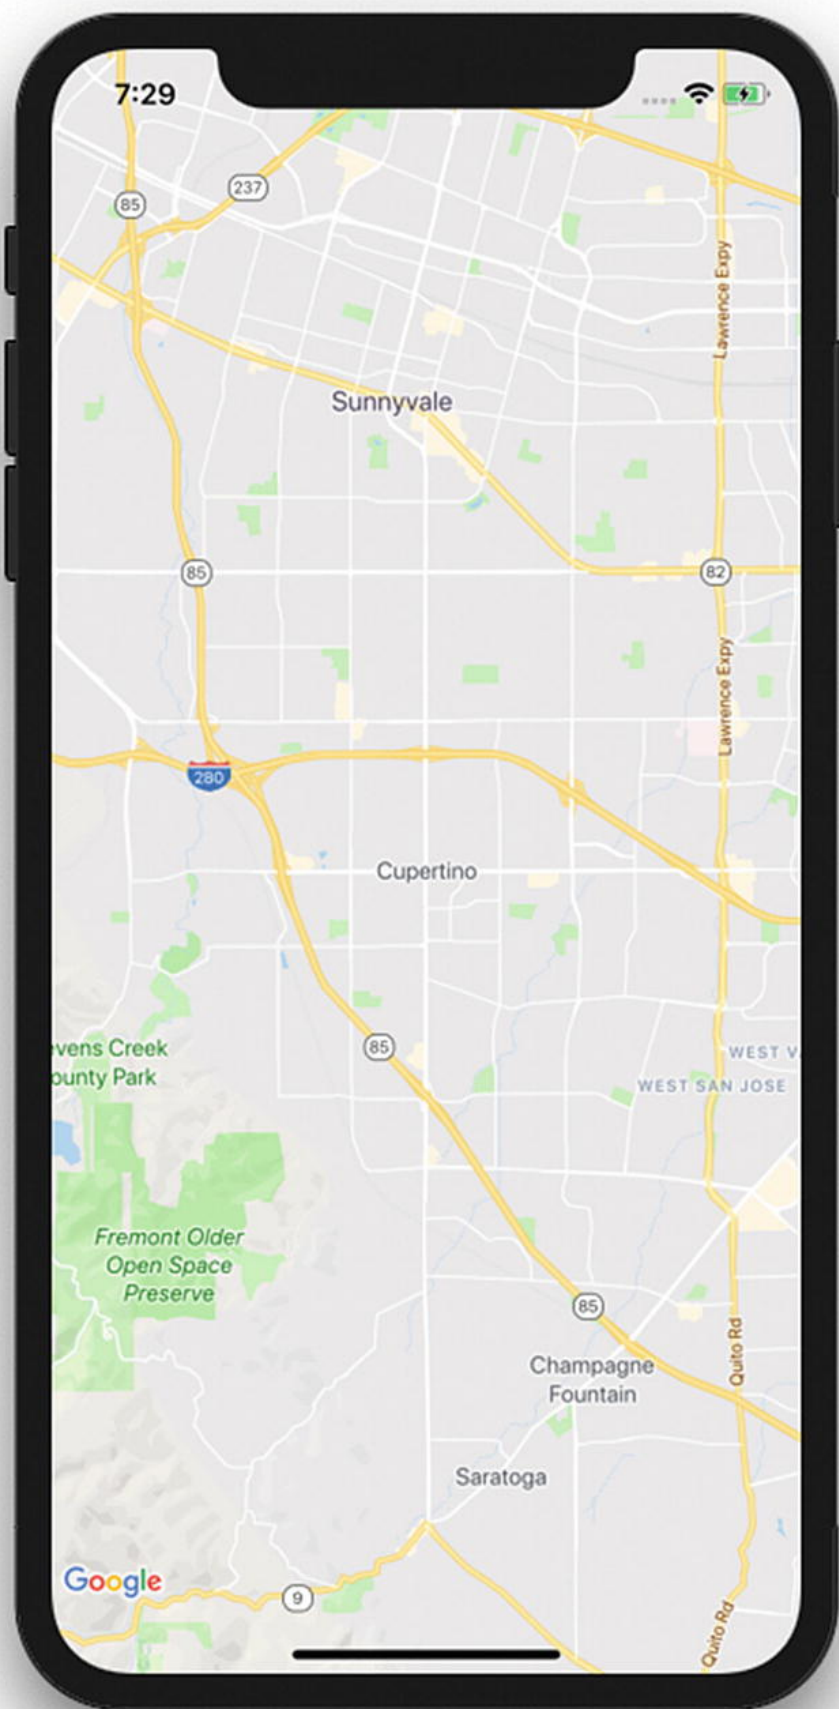 7:29
237
85
Lawrence Expy
Sunnyvale
85
82
Lawrence Expy
280
Cupertino
85
evens Creek
ounty Park
WEST V
WEST SAN JOSE
Fremont Older
Open Space
Preserve
85
Quito Rd
Champagne
Fountain
Saratoga
Google
9
Quito Rd